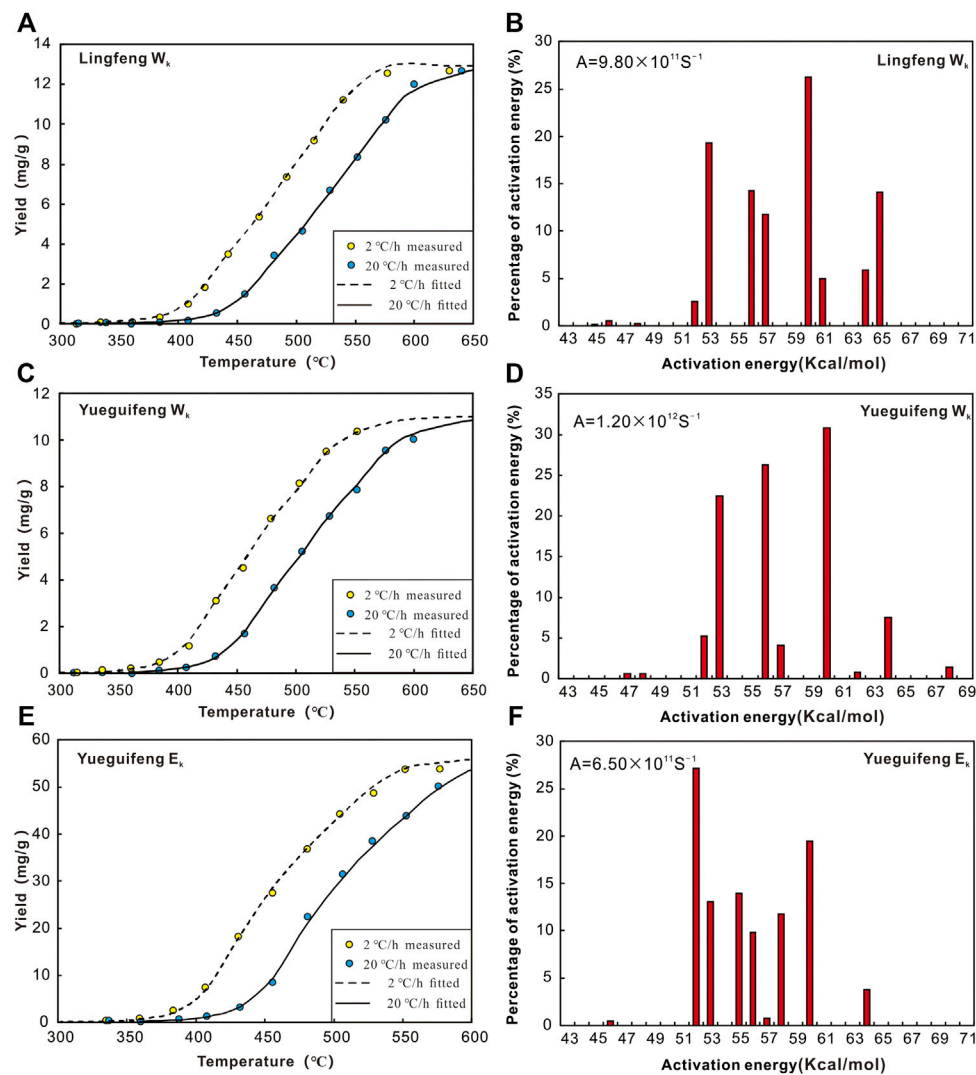 A
Lingfeng Wk
14
12
10
8
6
4
2
0
Yield (mg/g)
2 ℃/h measured
20 ℃/h measured
2 ℃/h fitted
20 ℃/h fitted
300 350 400 450 500 550 600 650
Temperature (℃)
B
A=9.80×10¹¹S⁻¹
Lingfeng Wk
30
25
20
15
10
5
0
Percentage of activation energy (%)
43 45 47 49 51 53 55 57 59 61 63 65 67 69 71
Activation energy(Kcal/mol)
C
Yueguifeng Wk
12
10
8
6
4
2
0
Yield (mg/g)
2 ℃/h measured
20 ℃/h measured
2 ℃/h fitted
20 ℃/h fitted
300 350 400 450 500 550 600 650
Temperature (℃)
D
A=1.20×10¹²S⁻¹
Yueguifeng Wk
35
30
25
20
15
10
5
0
Percentage of activation energy (%)
43 45 47 49 51 53 55 57 59 61 63 65 67 69
Activation energy(Kcal/mol)
E
Yueguifeng Ek
60
50
40
30
20
10
0
Yield (mg/g)
2 ℃/h measured
20 ℃/h measured
2 ℃/h fitted
20 ℃/h fitted
300 350 400 450 500 550 600
Temperature (℃)
F
A=6.50×10¹¹S⁻¹
Yueguifeng Ek
30
25
20
15
10
5
0
Percentage of activation energy (%)
43 45 47 49 51 53 55 57 59 61 63 65 67 69 71
Activation energy(Kcal/mol)